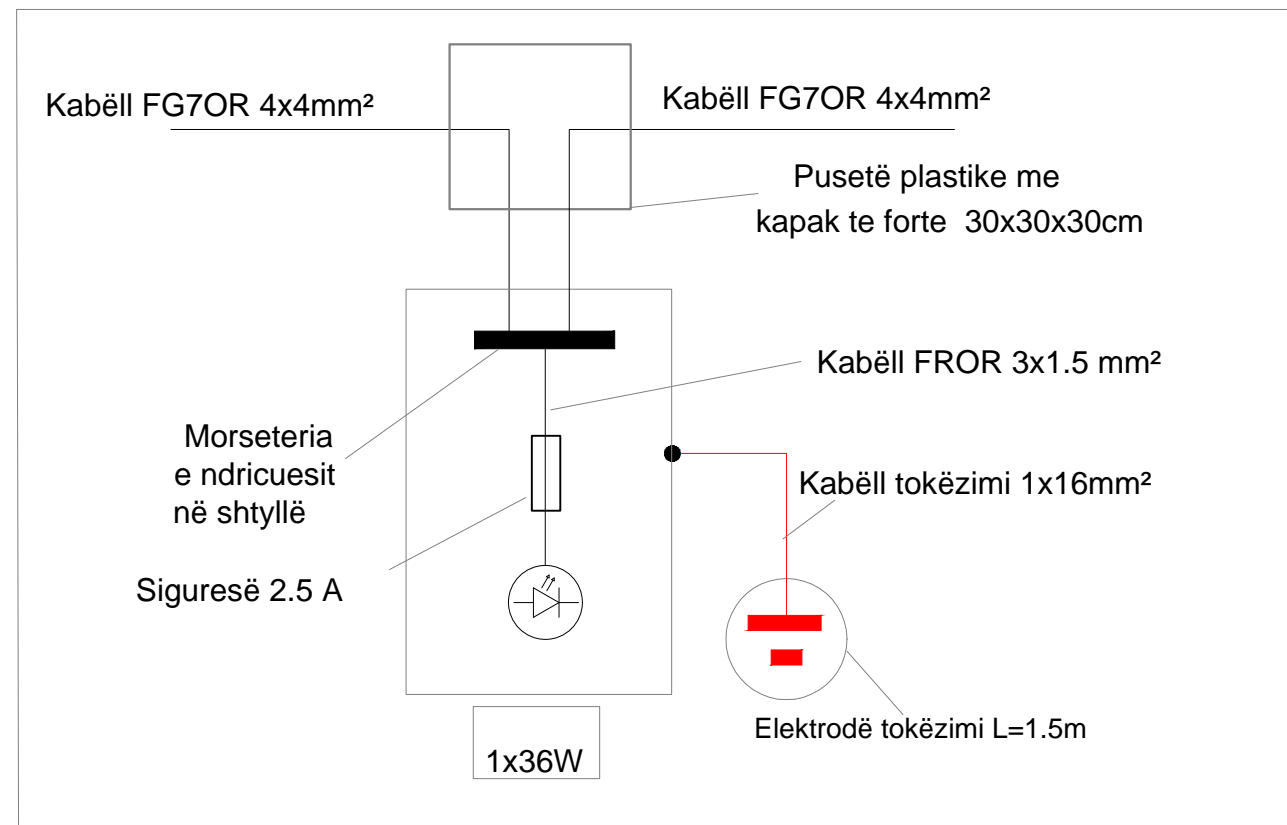 Kabëll FG7OR 4x4mm²
Kabëll FG7OR 4x4mm²
Pusetë plastike me
kapak te forte 30x30x30cm
Kabëll FROR 3x1.5 mm²
Morseteria
e ndricuesit
në shtyllë
Kabëll tokëzimi 1x16mm²
Siguresë 2.5 A
Elektrodë tokëzimi L=1.5m
1x36W